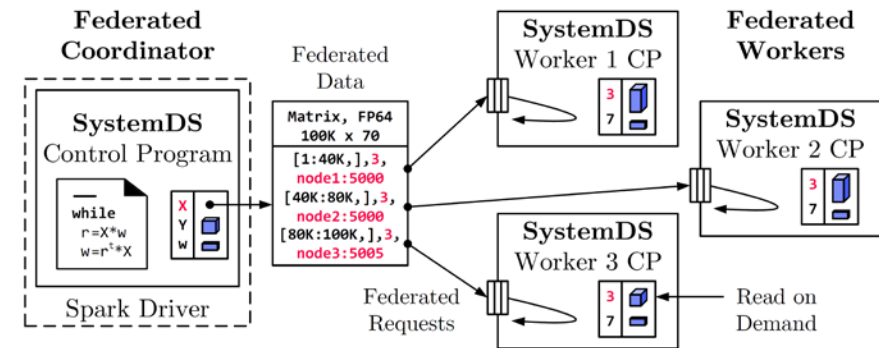 Federated
Coordinator
SystemDS
Control Program
while
r=X*w
w=rᵗ*X
X
Y
w
Spark Driver
Federated
Data
Matrix, FP64
100K x 70
[1:40K,],3,
node1:5000
[40K:80K,],3,
node2:5000
[80K:100K,],3,
node3:5005
Federated
Requests
SystemDS
Worker 1 CP
3
7
Federated
Workers
SystemDS
Worker 2 CP
3
7
SystemDS
Worker 3 CP
3
7
Read on
Demand